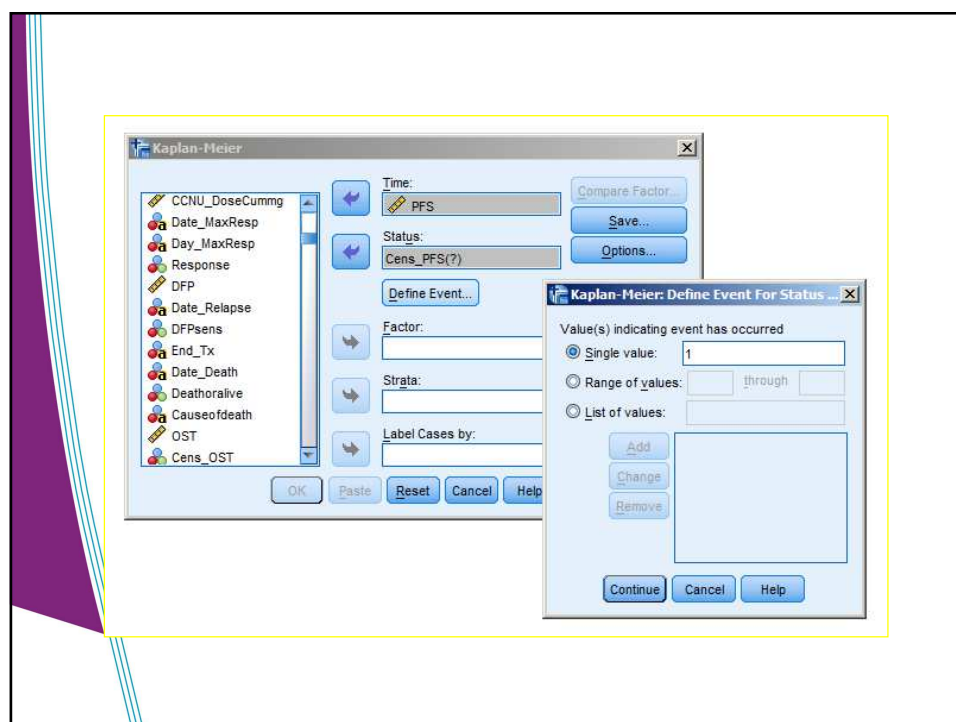 Kaplan-Meier
CCNU_DoseCummg
Date_MaxResp
Day_MaxResp
Response
DFP
Date_Relapse
DFPsens
End_Tx
Date_Death
Deathoralive
Causeofdeath
OST
Cens_OST
Time:
PFS
Status:
Cens_PFS(?)
Define Event...
Factor:
Strata:
Label Cases by:
Compare Factor...
Save...
Options...
OK Paste Reset Cancel Help
Kaplan-Meier: Define Event For Status ...
Value(s) indicating event has occurred
Single value: 1
Range of values: through
List of values:
Add
Change
Remove
Continue Cancel Help